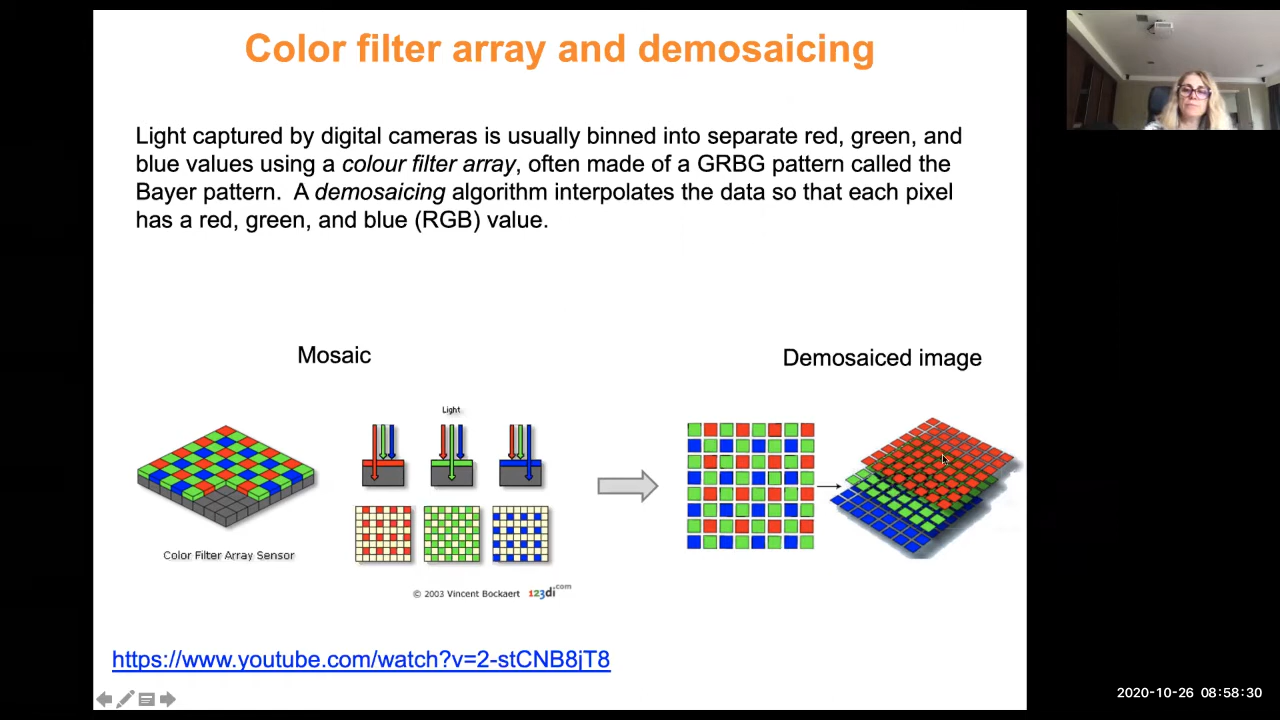 Color filter array and demosaicing
Light captured by digital cameras is usually binned into separate red, green, and
blue values using a colour filter array, often made of a GRBG pattern called the
Bayer pattern. A demosaicing algorithm interpolates the data so that each pixel
has a red, green, and blue (RGB) value.
Mosaic
Demosaiced image
Light
Color Filter Array Sensor
© 2003 Vincent Bockaert 123di.com
https://www.youtube.com/watch?v=2-stCNB8jT8
2020-10-26 08:58:30